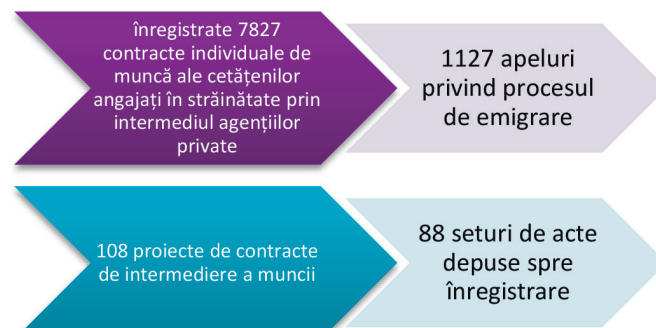 înregistrate 7827
contracte individuale de
muncă ale cetățenilor
angajați în străinătate prin
intermediul agențiilor
private
1127 apeluri
privind procesul
de emigrare
108 proiecte de contracte
de intermediere a muncii
88 seturi de acte
depuse spre
înregistrare